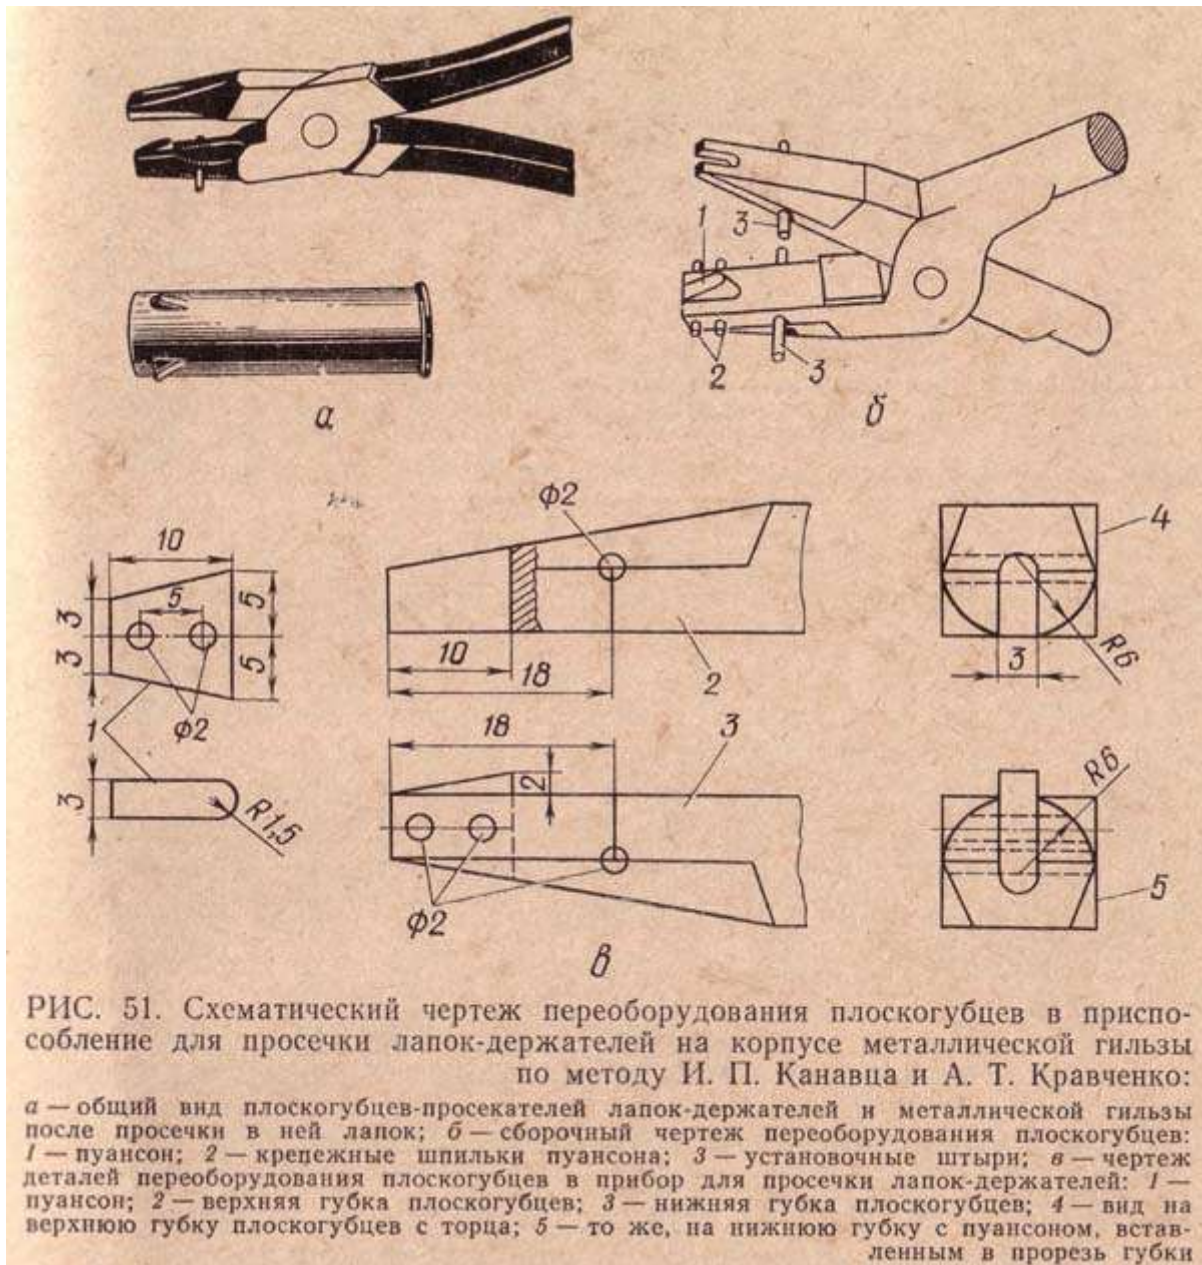 1
3
2
3
а
б
10
5
3
3
5
5
Ф2
1
3
R1,5
Ф2
10
18
2
18
3
2
Ф2
4
3
R6
R6
5
в
РИС. 51. Схематический чертеж переоборудования плоскогубцев в приспо-
собление для просечки лапок-держателей на корпусе металлической гильзы
по методу И. П. Канавца и А. Т. Кравченко:
а — общий вид плоскогубцев-просекателей лапок-держателей и металлической гильзы
после просечки в ней лапок; б — сборочный чертеж переоборудования плоскогубцев:
1 — пуансон; 2 — крепежные шпильки пуансона; 3 — установочные штыри; в — чертеж
деталей переоборудования плоскогубцев в прибор для просечки лапок-держателей: 1 —
пуансон; 2 — верхняя губка плоскогубцев; 3 — нижняя губка плоскогубцев; 4 — вид на
верхнюю губку плоскогубцев с торца; 5 — то же, на нижнюю губку с пуансоном, встав-
ленным в прорезь губки